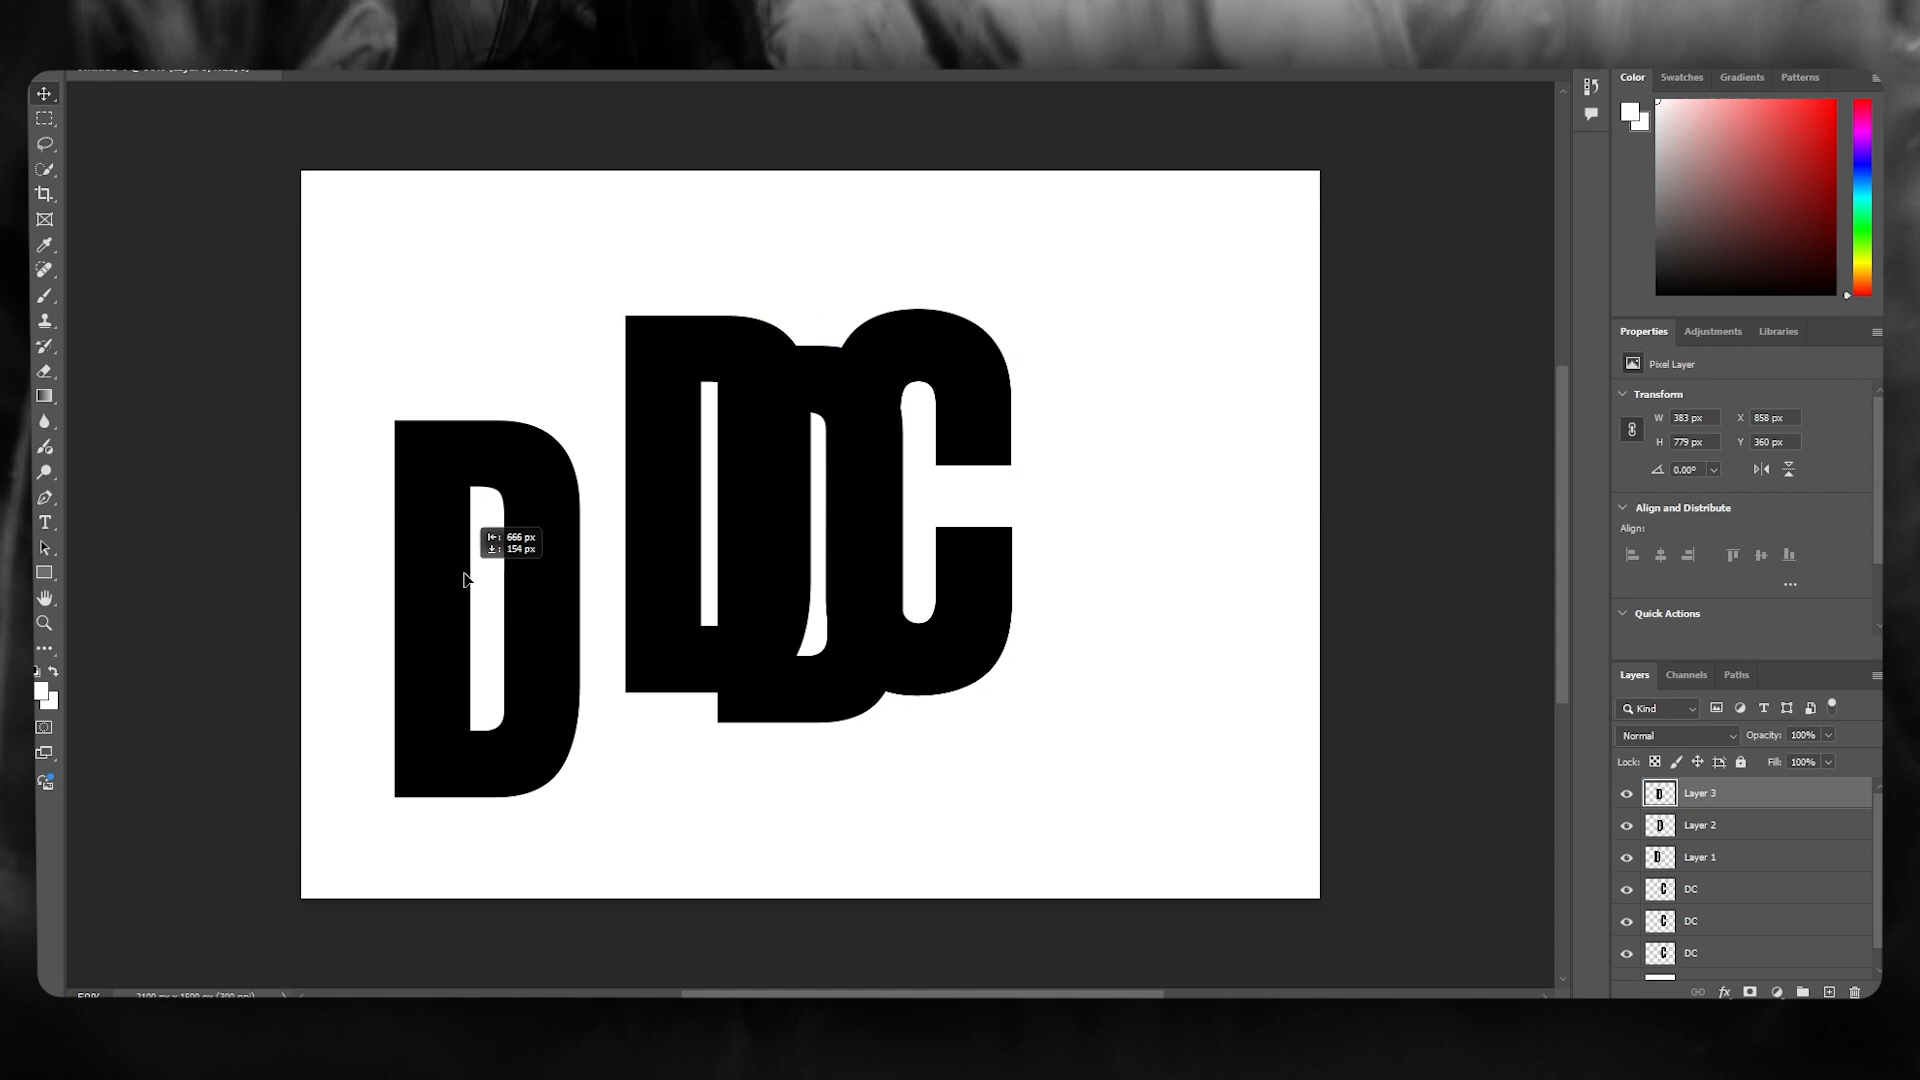 Color Swatches Gradients Patterns
D
D
D
C
666 px
154 px
Properties Adjustments Libraries
Pixel Layer
Transform
W 383 px X 858 px
H 779 px Y 360 px
0.00°
Align and Distribute
Align:
Quick Actions
Layers Channels Paths
Kind
Normal Opacity: 100%
Lock: Fill: 100%
D Layer 3
D Layer 2
D Layer 1
C DC
C DC
C DC